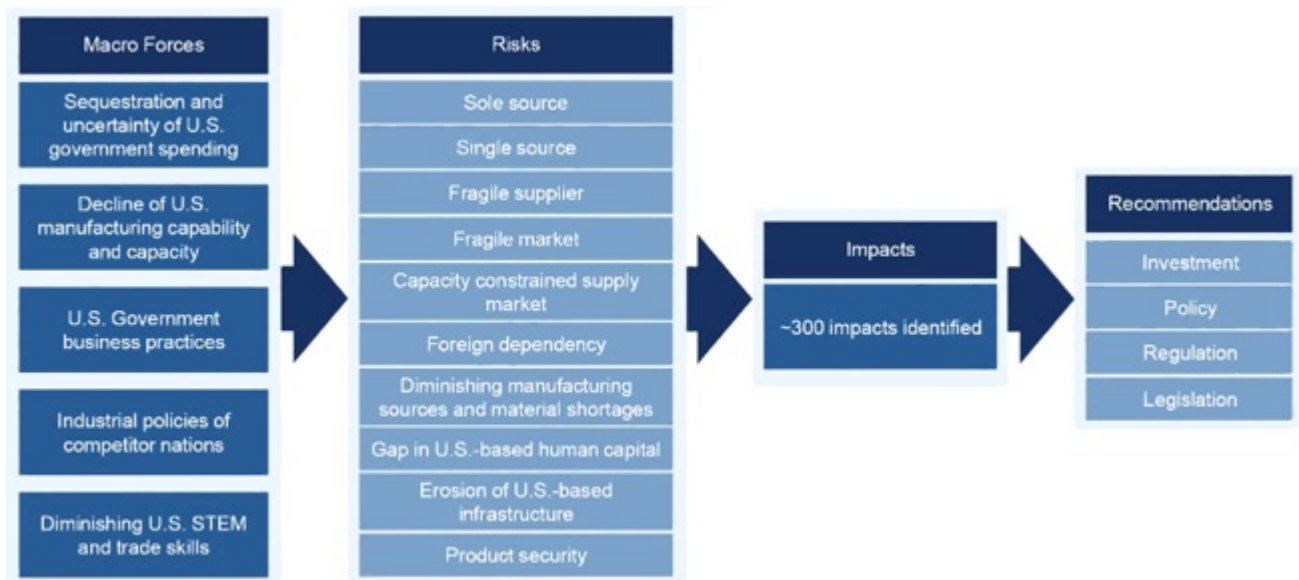 Macro Forces
Sequestration and
uncertainty of U.S.
government spending
Decline of U.S.
manufacturing capability
and capacity
U.S. Government
business practices
Industrial policies of
competitor nations
Diminishing U.S. STEM
and trade skills
Risks
Sole source
Single source
Fragile supplier
Fragile market
Capacity constrained supply
market
Foreign dependency
Diminishing manufacturing
sources and material shortages
Gap in U.S.-based human capital
Erosion of U.S.-based
infrastructure
Product security
Impacts
~300 impacts identified
Recommendations
Investment
Policy
Regulation
Legislation